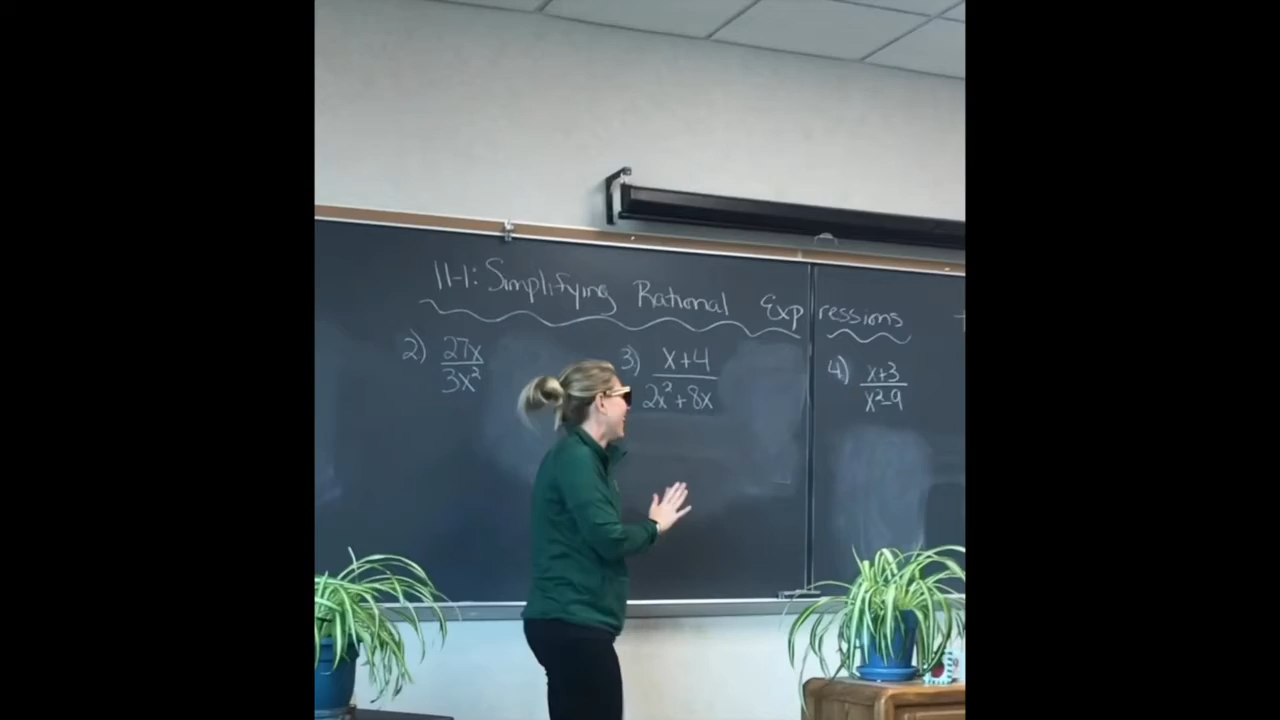 11-1: Simplifying Rational Expressions
2) 27x/3x²
3) x+4/2x²+8x
4) x+3/x²-9